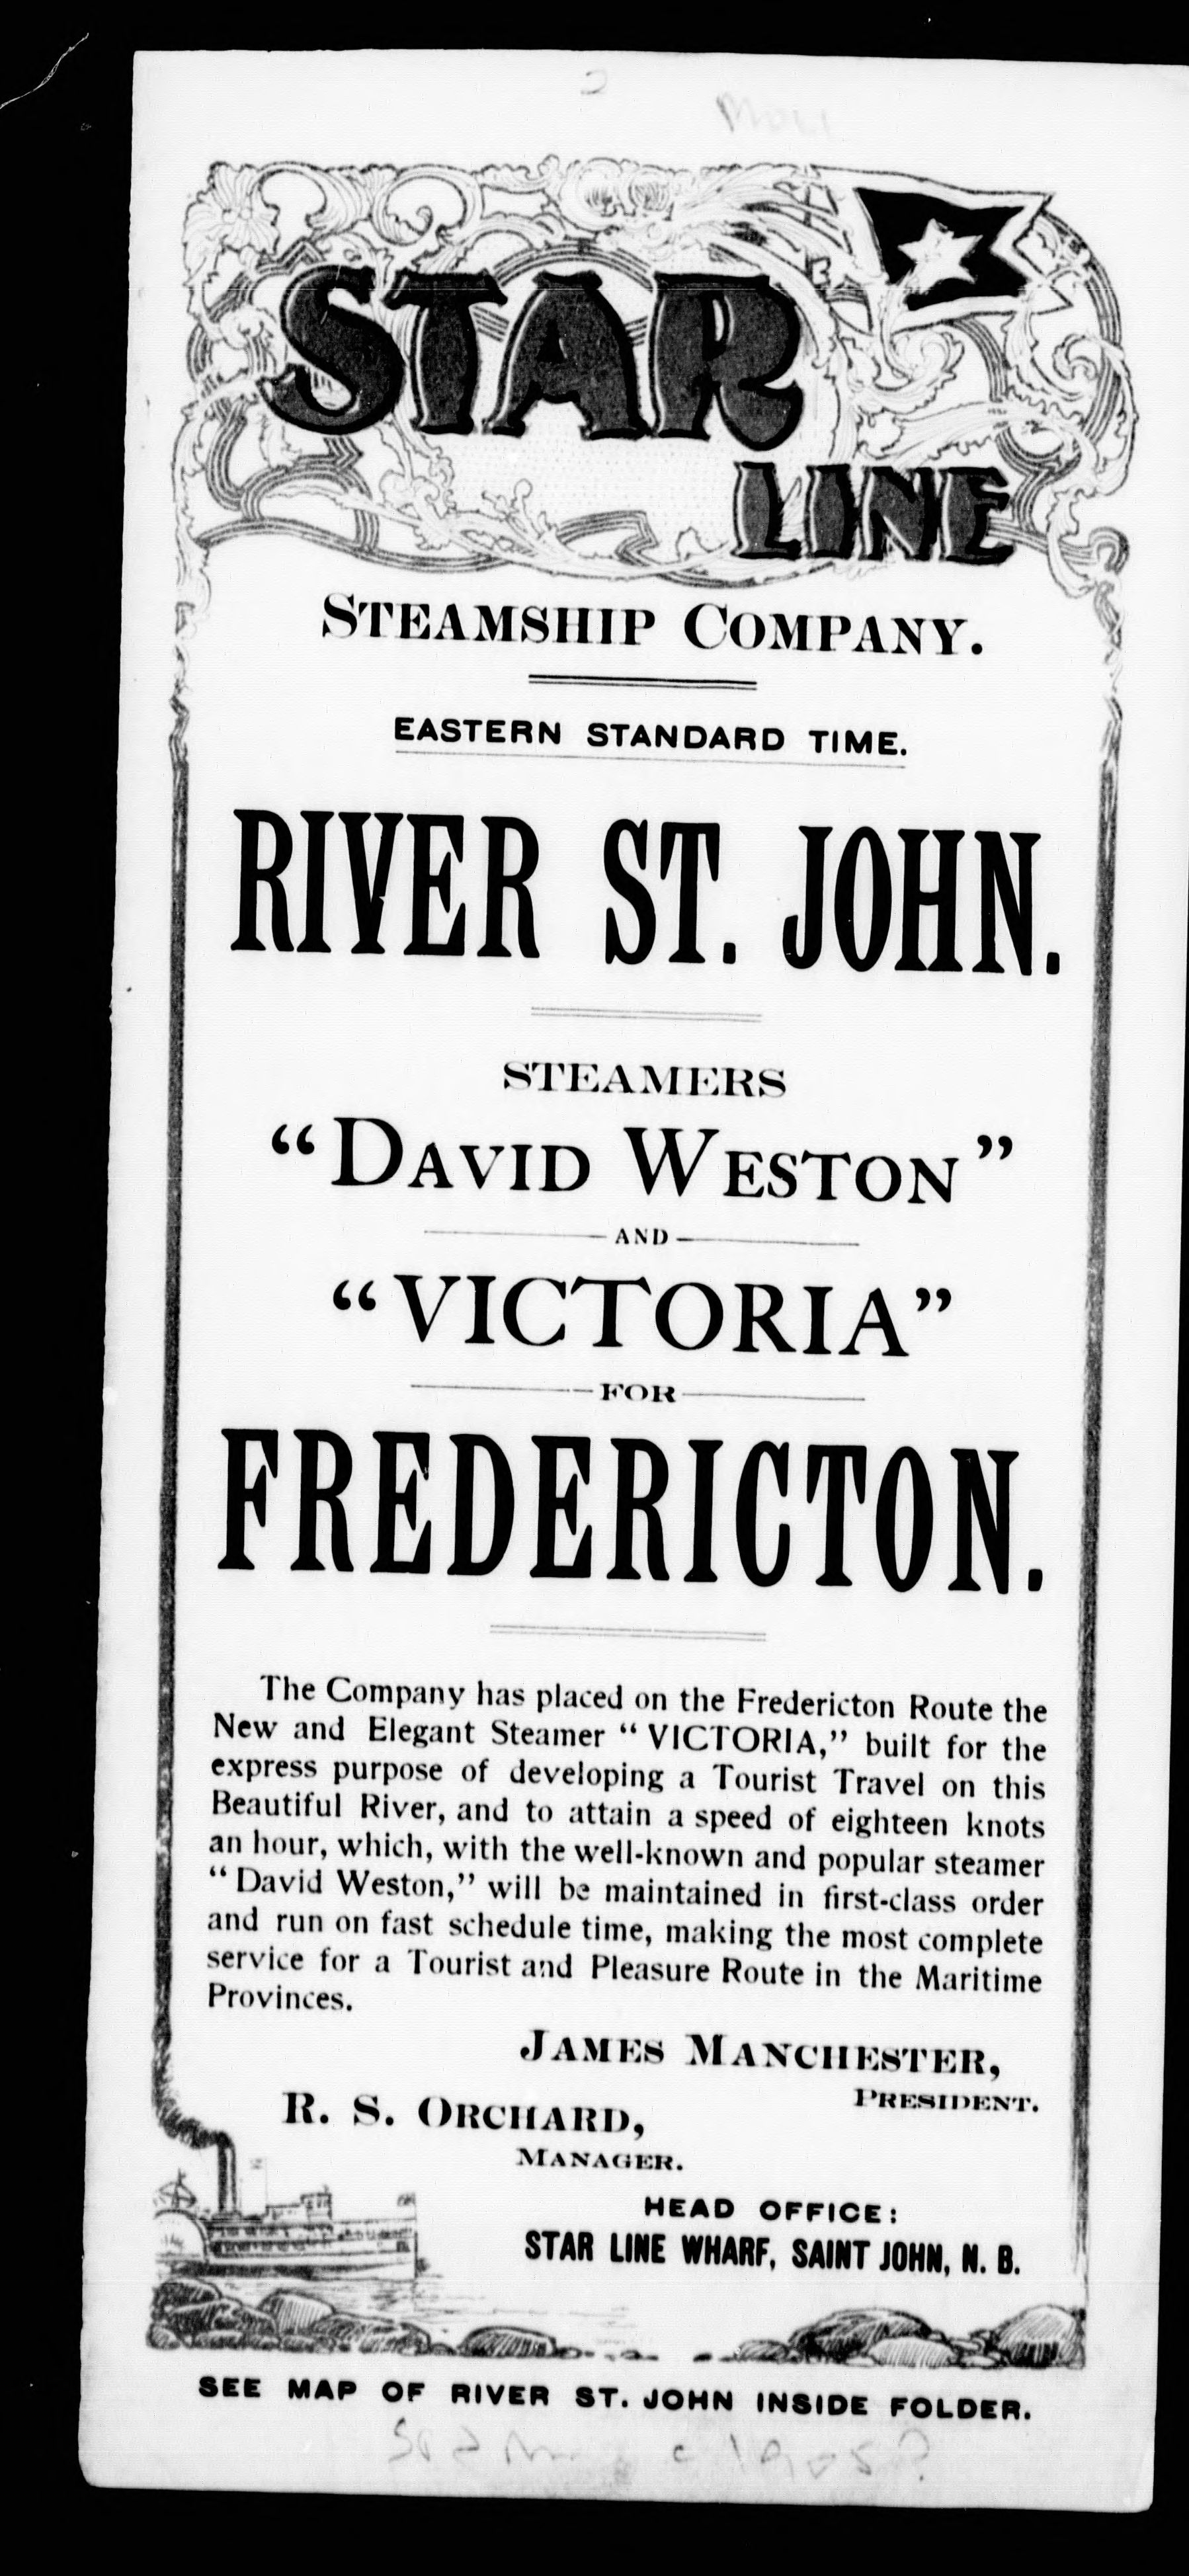 STAR
LINE
STEAMSHIP COMPANY.
EASTERN STANDARD TIME.
RIVER ST. JOHN.
STEAMERS
“DAVID WESTON”
AND
“VICTORIA”
FOR
FREDERICTON.
The Company has placed on the Fredericton Route the
New and Elegant Steamer “VICTORIA,” built for the
express purpose of developing a Tourist Travel on this
Beautiful River, and to attain a speed of eighteen knots
an hour, which, with the well-known and popular steamer
“David Weston,” will be maintained in first-class order
and run on fast schedule time, making the most complete
service for a Tourist and Pleasure Route in the Maritime
Provinces.
JAMES MANCHESTER,
PRESIDENT.
R. S. ORCHARD,
MANAGER.
HEAD OFFICE:
STAR LINE WHARF, SAINT JOHN, N. B.
SEE MAP OF RIVER ST. JOHN INSIDE FOLDER.
c 1905?